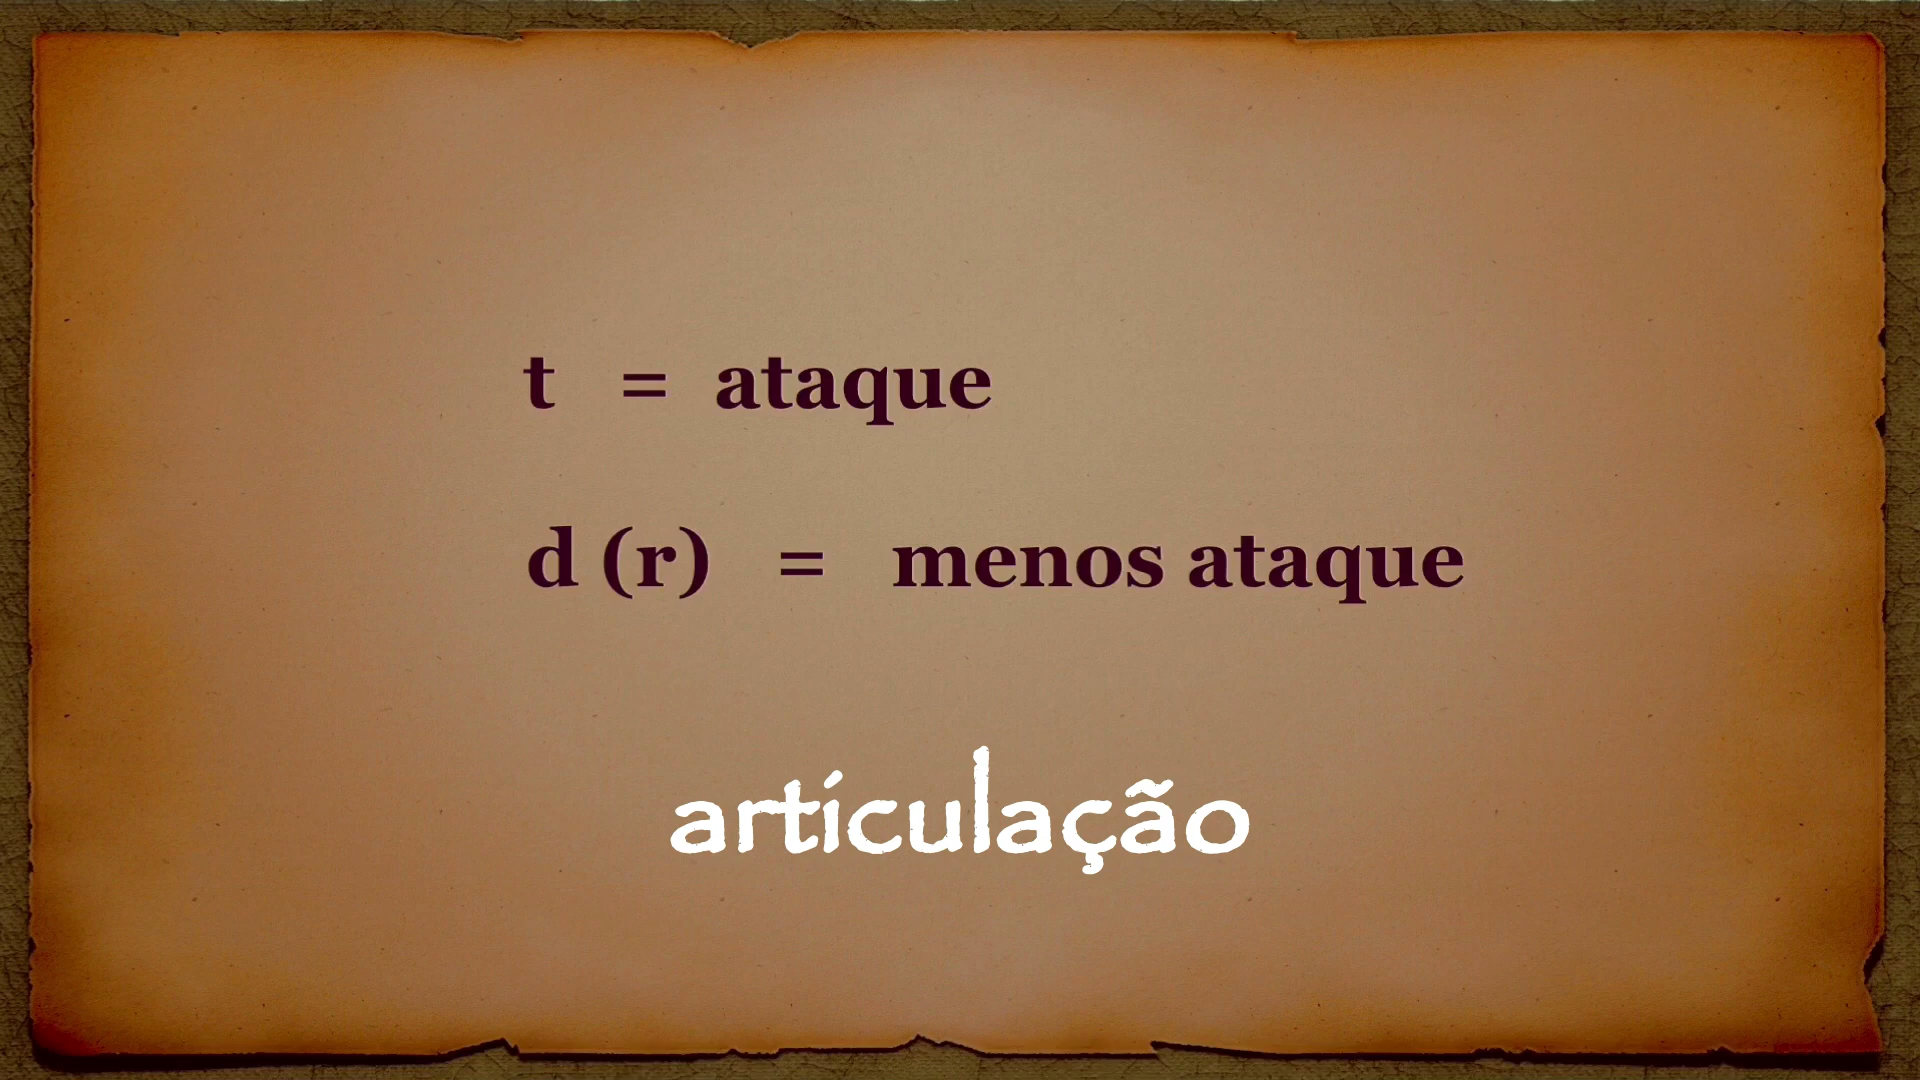 t = ataque
d (r) = menos ataque
articulação